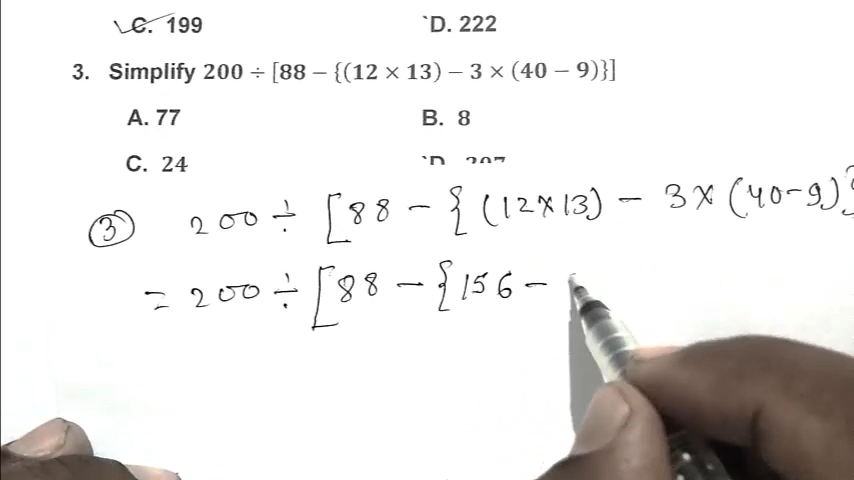 C. 199 D. 222
3. Simplify 200 ÷ [88 − {(12 × 13) − 3 × (40 − 9)}]
A. 77 B. 8
C. 24 D. 207
③ 200 ÷ [88 − { (12×13) − 3× (40-9)}
= 200 ÷ [88 − {156 −